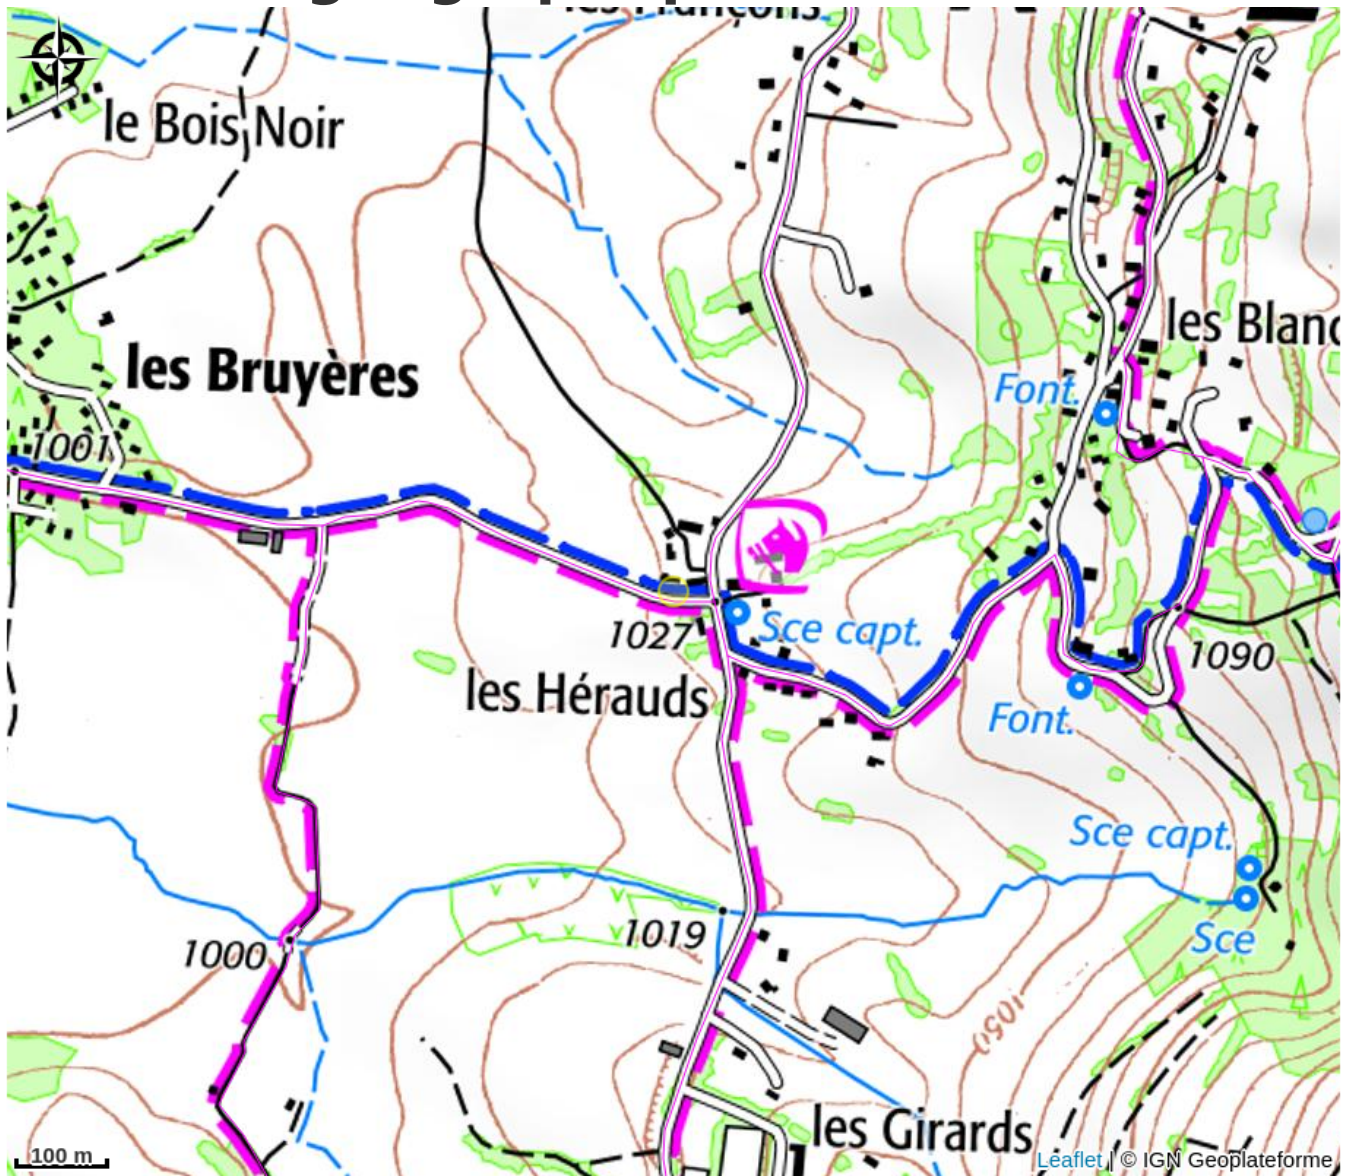 le Bois Noir
les Bruyères
les Blanc
Font.
1001
1027
Sce capt.
1090
les Hérauds
Font.
Sce capt.
1019
1000
Sce
1050
les Girards
100 m
Leaflet | © IGN Geoplateforme